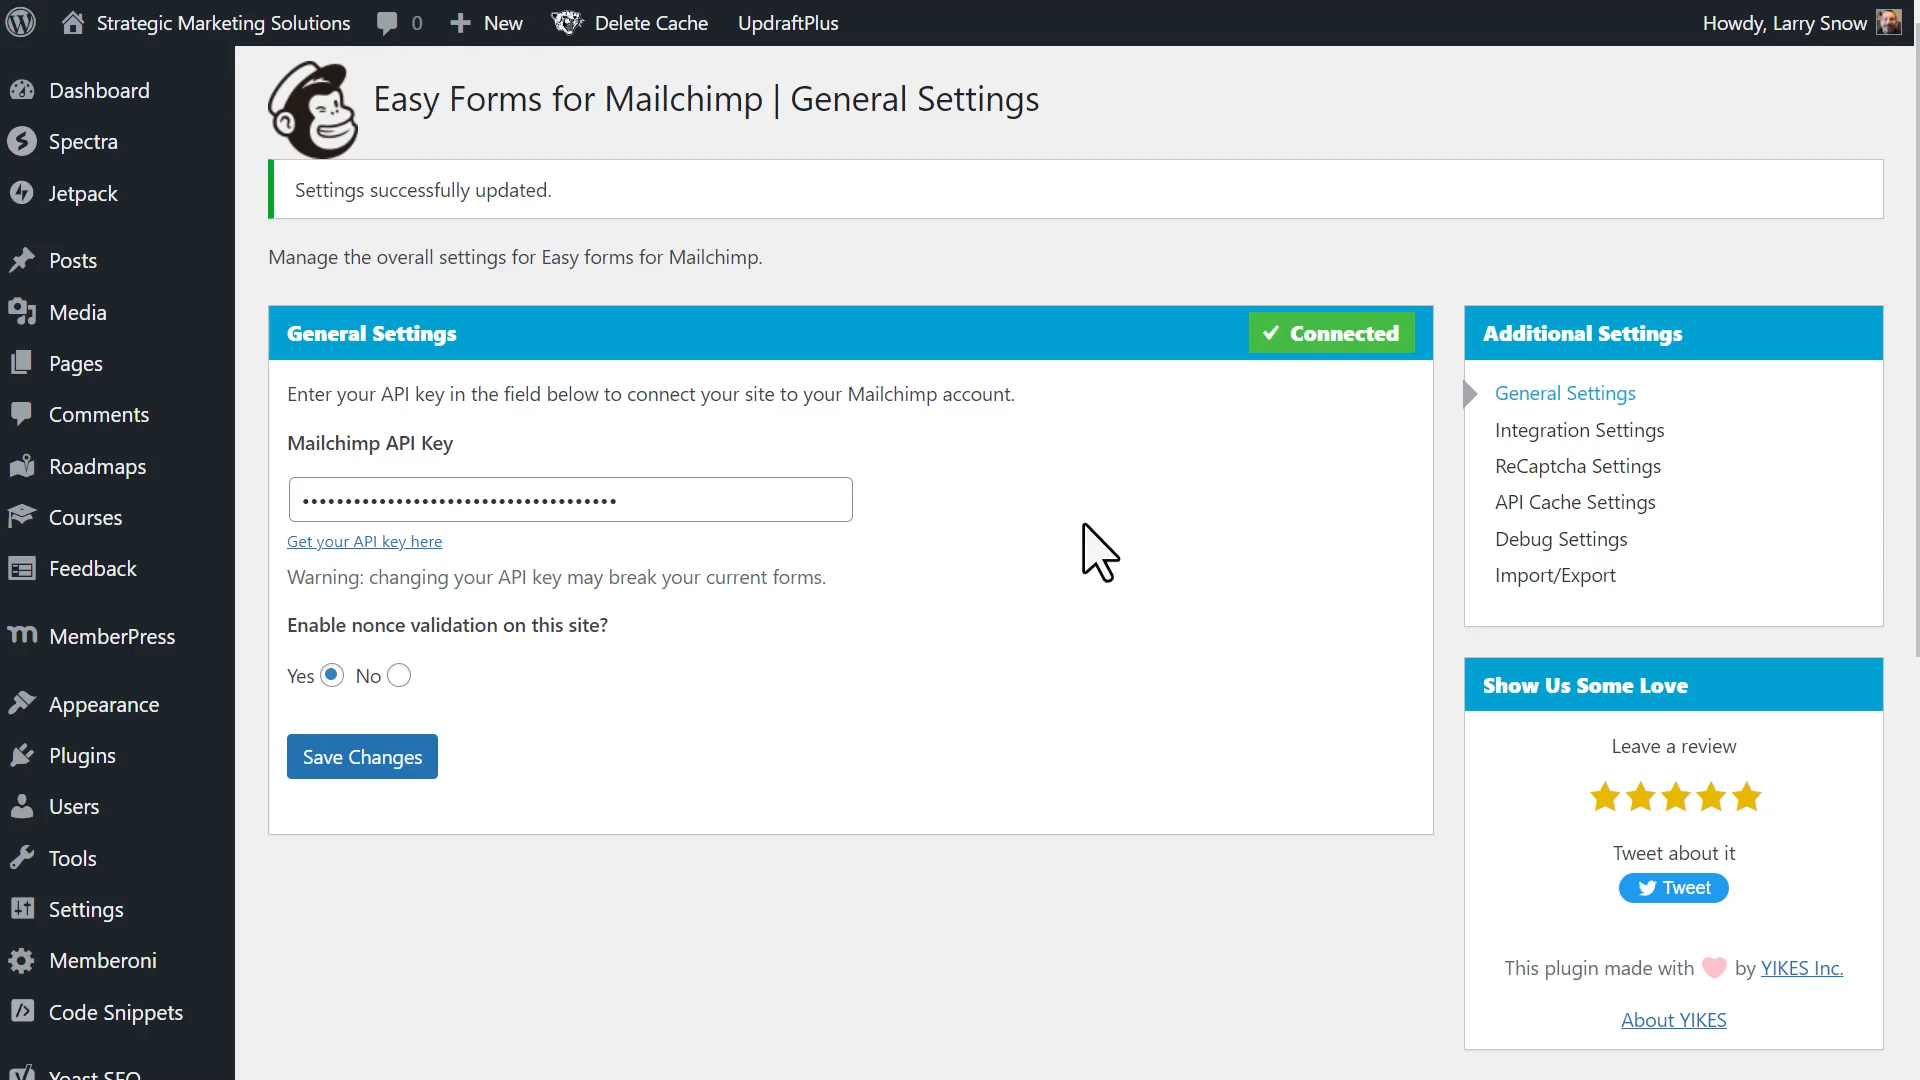 Strategic Marketing Solutions 0 New Delete Cache UpdraftPlus Howdy, Larry Snow
Dashboard
Spectra
Jetpack
Posts
Media
Pages
Comments
Roadmaps
Courses
Feedback
MemberPress
Appearance
Plugins
Users
Tools
Settings
Memberoni
Code Snippets
Yoast SEO
Easy Forms for Mailchimp | General Settings
Settings successfully updated.
Manage the overall settings for Easy forms for Mailchimp.
General Settings
Connected
Enter your API key in the field below to connect your site to your Mailchimp account.
Mailchimp API Key
Get your API key here
Warning: changing your API key may break your current forms.
Enable nonce validation on this site?
Yes No
Save Changes
Additional Settings
General Settings
Integration Settings
ReCaptcha Settings
API Cache Settings
Debug Settings
Import/Export
Show Us Some Love
Leave a review
Tweet about it
Tweet
This plugin made with by YIKES Inc.
About YIKES